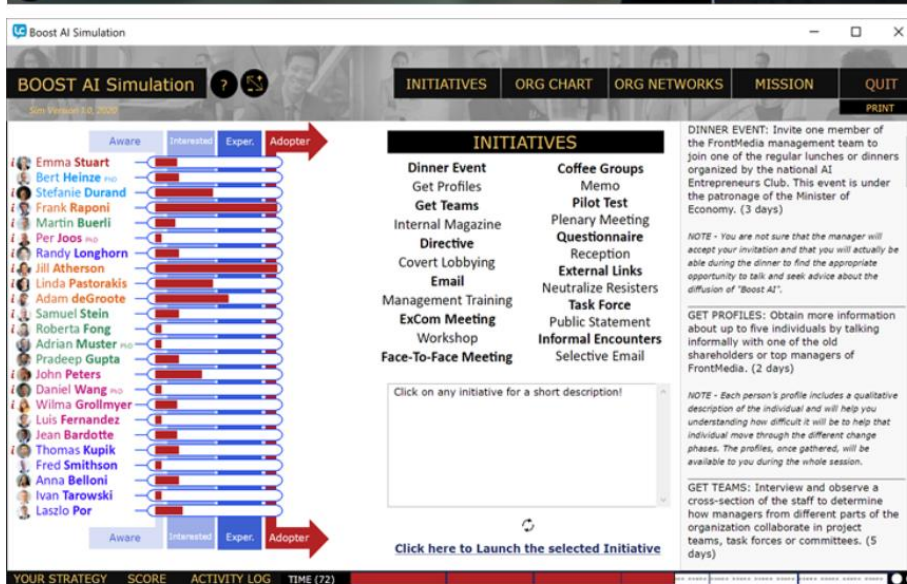 Boost AI Simulation
BOOST AI Simulation
?
Sim Version 1.0, 2020
INITIATIVES
ORG CHART
ORG NETWORKS
MISSION
QUIT
PRINT
Aware
Interested
Exper.
Adopter
i Emma Stuart
Bert Heinze PhD
i Stefanie Durand
i Frank Raponi
i Martin Buerli
i Per Joos PhD
i Randy Longhorn
i Jill Atherson
i Linda Pastorakis
i Adam deGroote
i Samuel Stein
i Roberta Fong
Adrian Muster PhD
Pradeep Gupta
i John Peters
i Daniel Wang PhD
i Wilma Grollmyer
Luis Fernandez
Jean Bardotte
i Thomas Kupik
Fred Smithson
Anna Belloni
Ivan Tarowski
Laszlo Por
Aware
Interested
Exper.
Adopter
INITIATIVES
Dinner Event
Get Profiles
Get Teams
Internal Magazine
Directive
Covert Lobbying
Email
Management Training
ExCom Meeting
Workshop
Face-To-Face Meeting
Coffee Groups
Memo
Pilot Test
Plenary Meeting
Questionnaire
Reception
External Links
Neutralize Resisters
Task Force
Public Statement
Informal Encounters
Selective Email
Click on any initiative for a short description!
Click here to Launch the selected Initiative
DINNER EVENT: Invite one member of
the FrontMedia management team to
join one of the regular lunches or dinners
organized by the national AI
Entrepreneurs Club. This event is under
the patronage of the Minister of
Economy. (3 days)
NOTE - You are not sure that the manager will
accept your invitation and that you will actually be
able during the dinner to find the appropriate
opportunity to talk and seek advice about the
diffusion of "Boost AI".
GET PROFILES: Obtain more information
about up to five individuals by talking
informally with one of the old
shareholders or top managers of
FrontMedia. (2 days)
NOTE - Each person's profile includes a qualitative
description of the individual and will help you
understanding how difficult it will be to help that
individual move through the different change
phases. The profiles, once gathered, will be
available to you during the whole session.
GET TEAMS: Interview and observe a
cross-section of the staff to determine
how managers from different parts of the
organization collaborate in project
teams, task forces or committees. (5
days)
YOUR STRATEGY
SCORE
ACTIVITY LOG
TIME (72)